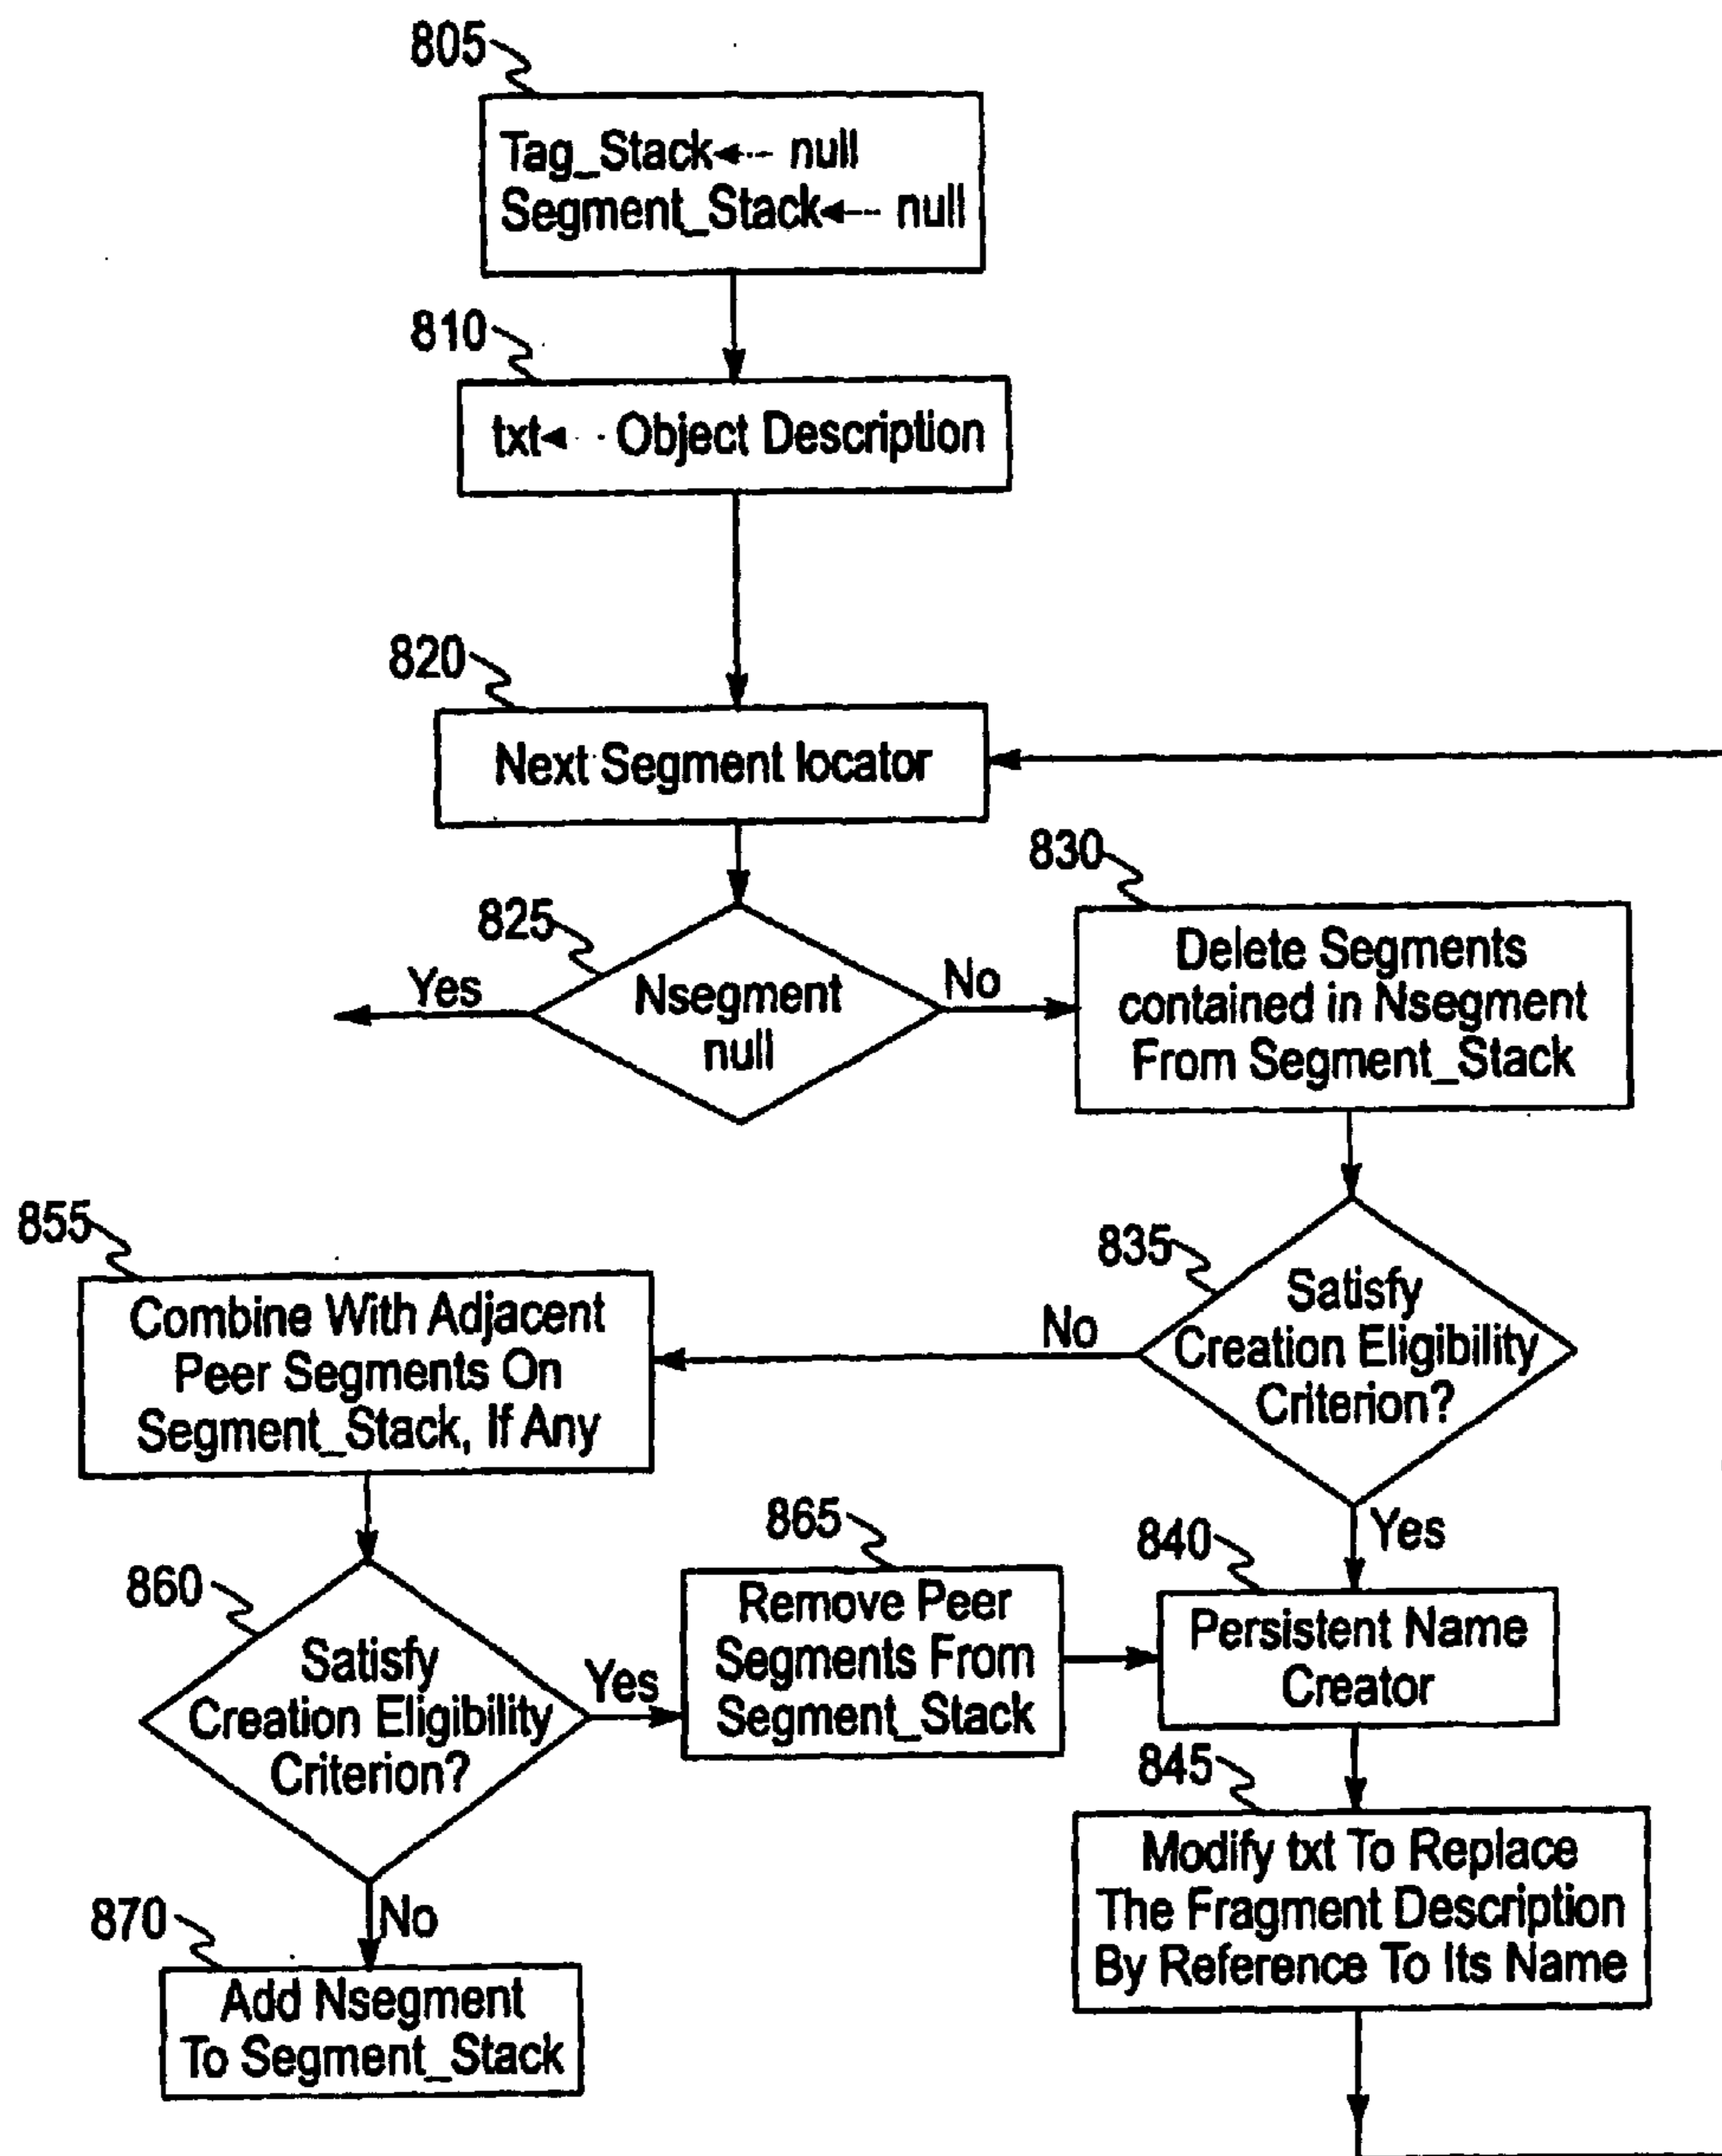 805
Tag_Stack◄-- null
Segment_Stack◄-- null
810
txt◄-- Object Description
820
Next Segment locator
825
Nsegment
null
Yes
No
830
Delete Segments
contained in Nsegment
From Segment_Stack
835
Satisfy
Creation Eligibility
Criterion?
No
Yes
855
Combine With Adjacent
Peer Segments On
Segment_Stack, If Any
860
Satisfy
Creation Eligibility
Criterion?
Yes
No
865
Remove Peer
Segments From
Segment_Stack
840
Persistent Name
Creator
845
Modify txt To Replace
The Fragment Description
By Reference To Its Name
870
Add Nsegment
To Segment_Stack